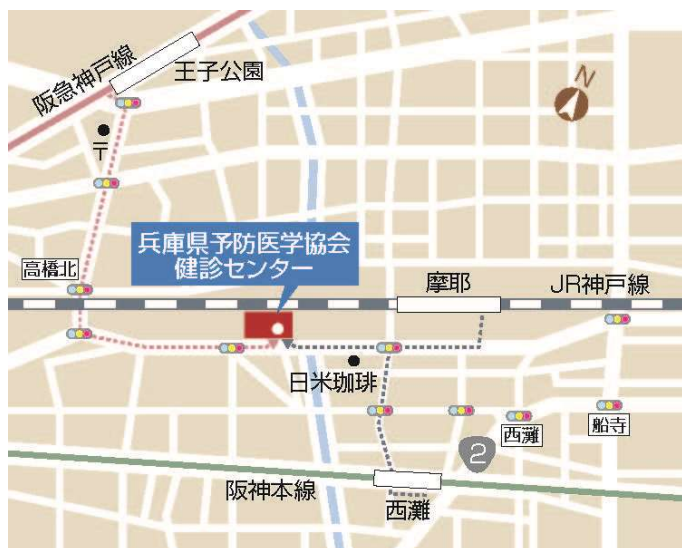 阪急神戸線
王子公園
N
〒
兵庫県予防医学協会
健診センター
高橋北
摩耶
JR神戸線
日米珈琲
西灘
船寺
2
阪神本線
西灘